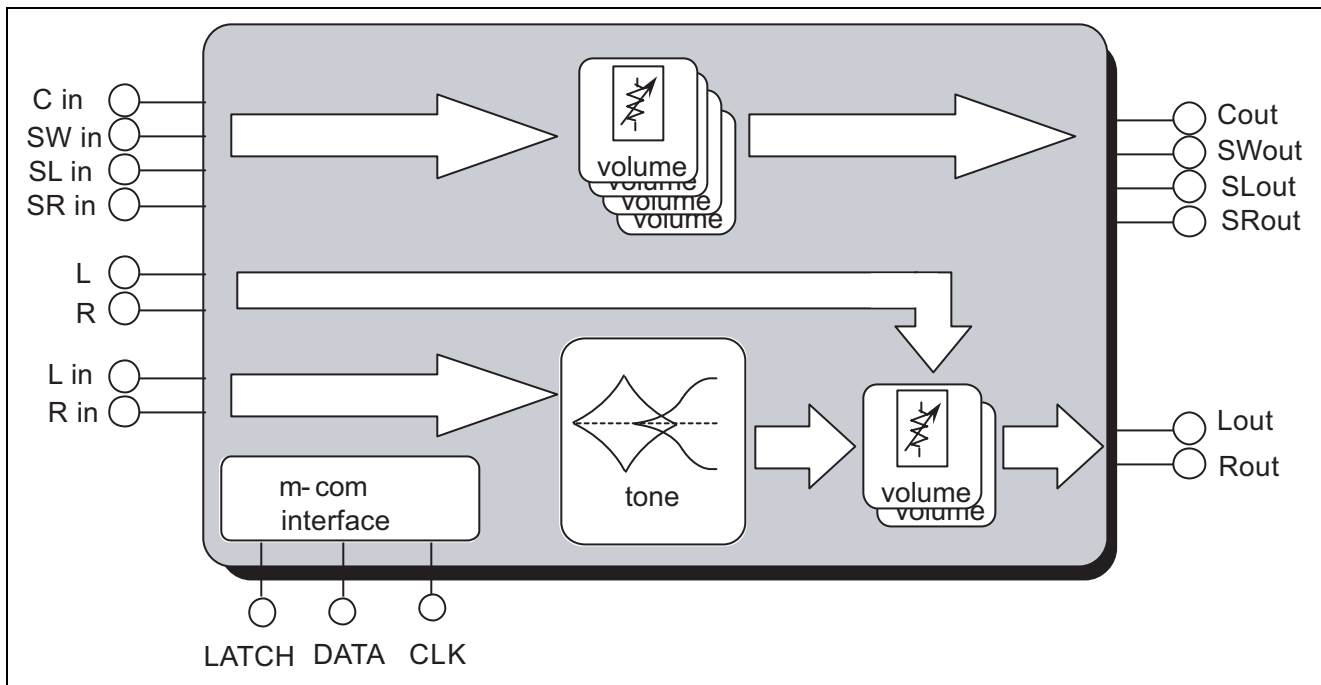 C in
SW in
SL in
SR in
L
R
L in
R in
volume
volume
volume
volume
Cout
SWout
SLout
SRout
tone
volume
volume
Lout
Rout
m- com
interface
LATCH DATA CLK